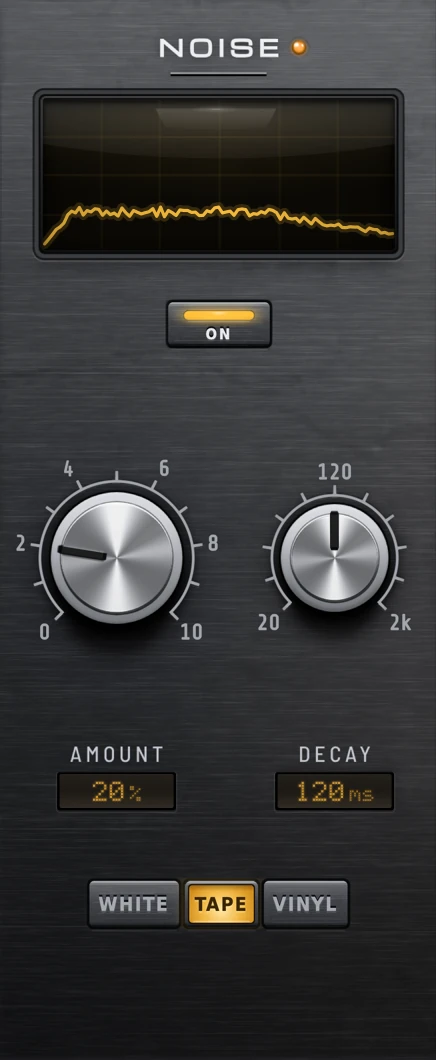 NOISE
ON
4 6 120
2 8
0 10 20 2k
AMOUNT DECAY
20% 120ms
WHITE TAPE VINYL